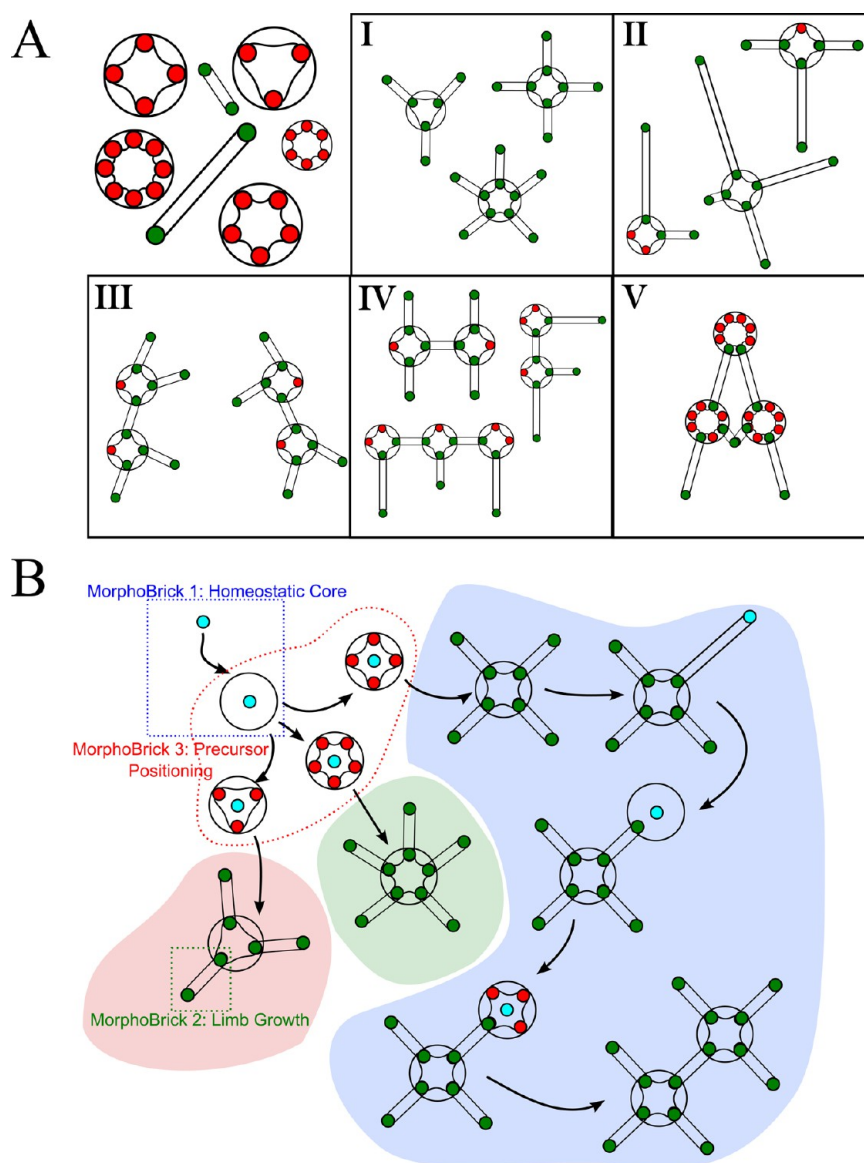 A
I
II
III
IV
V
B
MorphoBrick 1: Homeostatic Core
MorphoBrick 3: Precursor
Positioning
MorphoBrick 2: Limb Growth